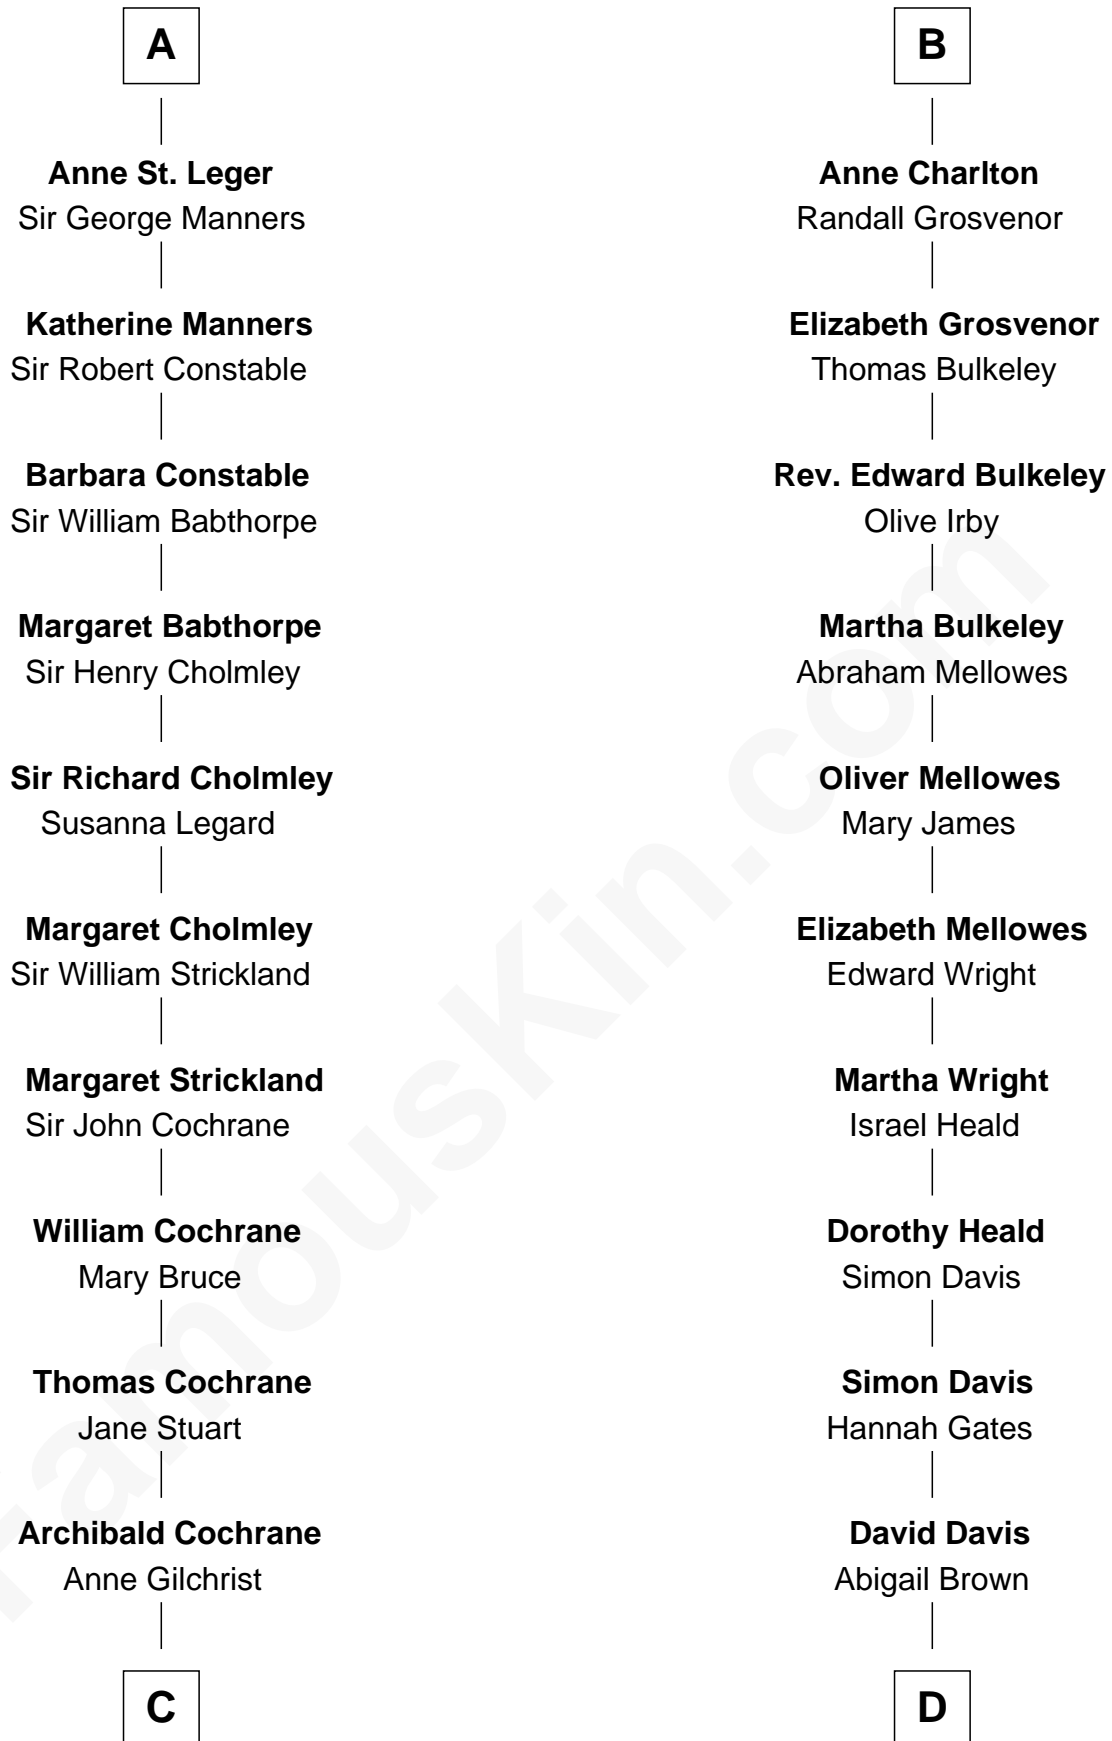 A
Anne St. Leger
Sir George Manners
Katherine Manners
Sir Robert Constable
Barbara Constable
Sir William Babthorpe
Margaret Babthorpe
Sir Henry Cholmley
Sir Richard Cholmley
Susanna Legard
Margaret Cholmley
Sir William Strickland
Margaret Strickland
Sir John Cochrane
William Cochrane
Mary Bruce
Thomas Cochrane
Jane Stuart
Archibald Cochrane
Anne Gilchrist
C
B
Anne Charlton
Randall Grosvenor
Elizabeth Grosvenor
Thomas Bulkeley
Rev. Edward Bulkeley
Olive Irby
Martha Bulkeley
Abraham Mellowes
Oliver Mellowes
Mary James
Elizabeth Mellowes
Edward Wright
Martha Wright
Israel Heald
Dorothy Heald
Simon Davis
Simon Davis
Hannah Gates
David Davis
Abigail Brown
D
FamousKin.com